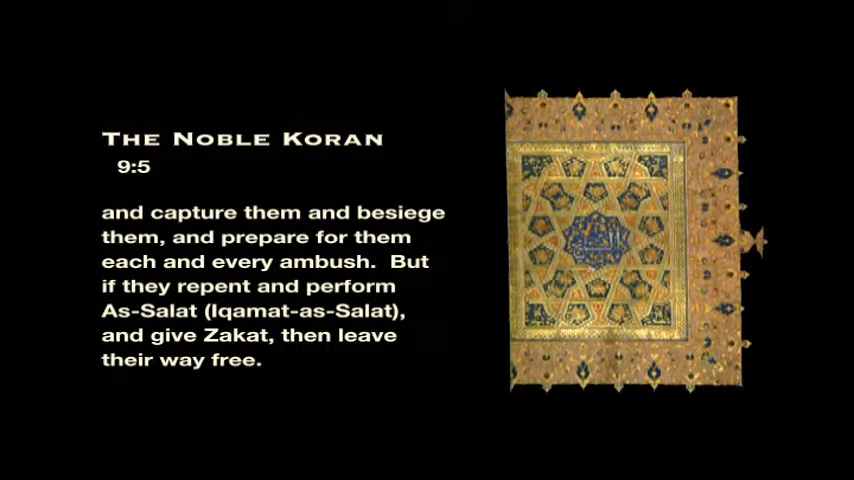 The Noble Koran
9:5
and capture them and besiege
them, and prepare for them
each and every ambush. But
if they repent and perform
As-Salat (Iqamat-as-Salat),
and give Zakat, then leave
their way free.